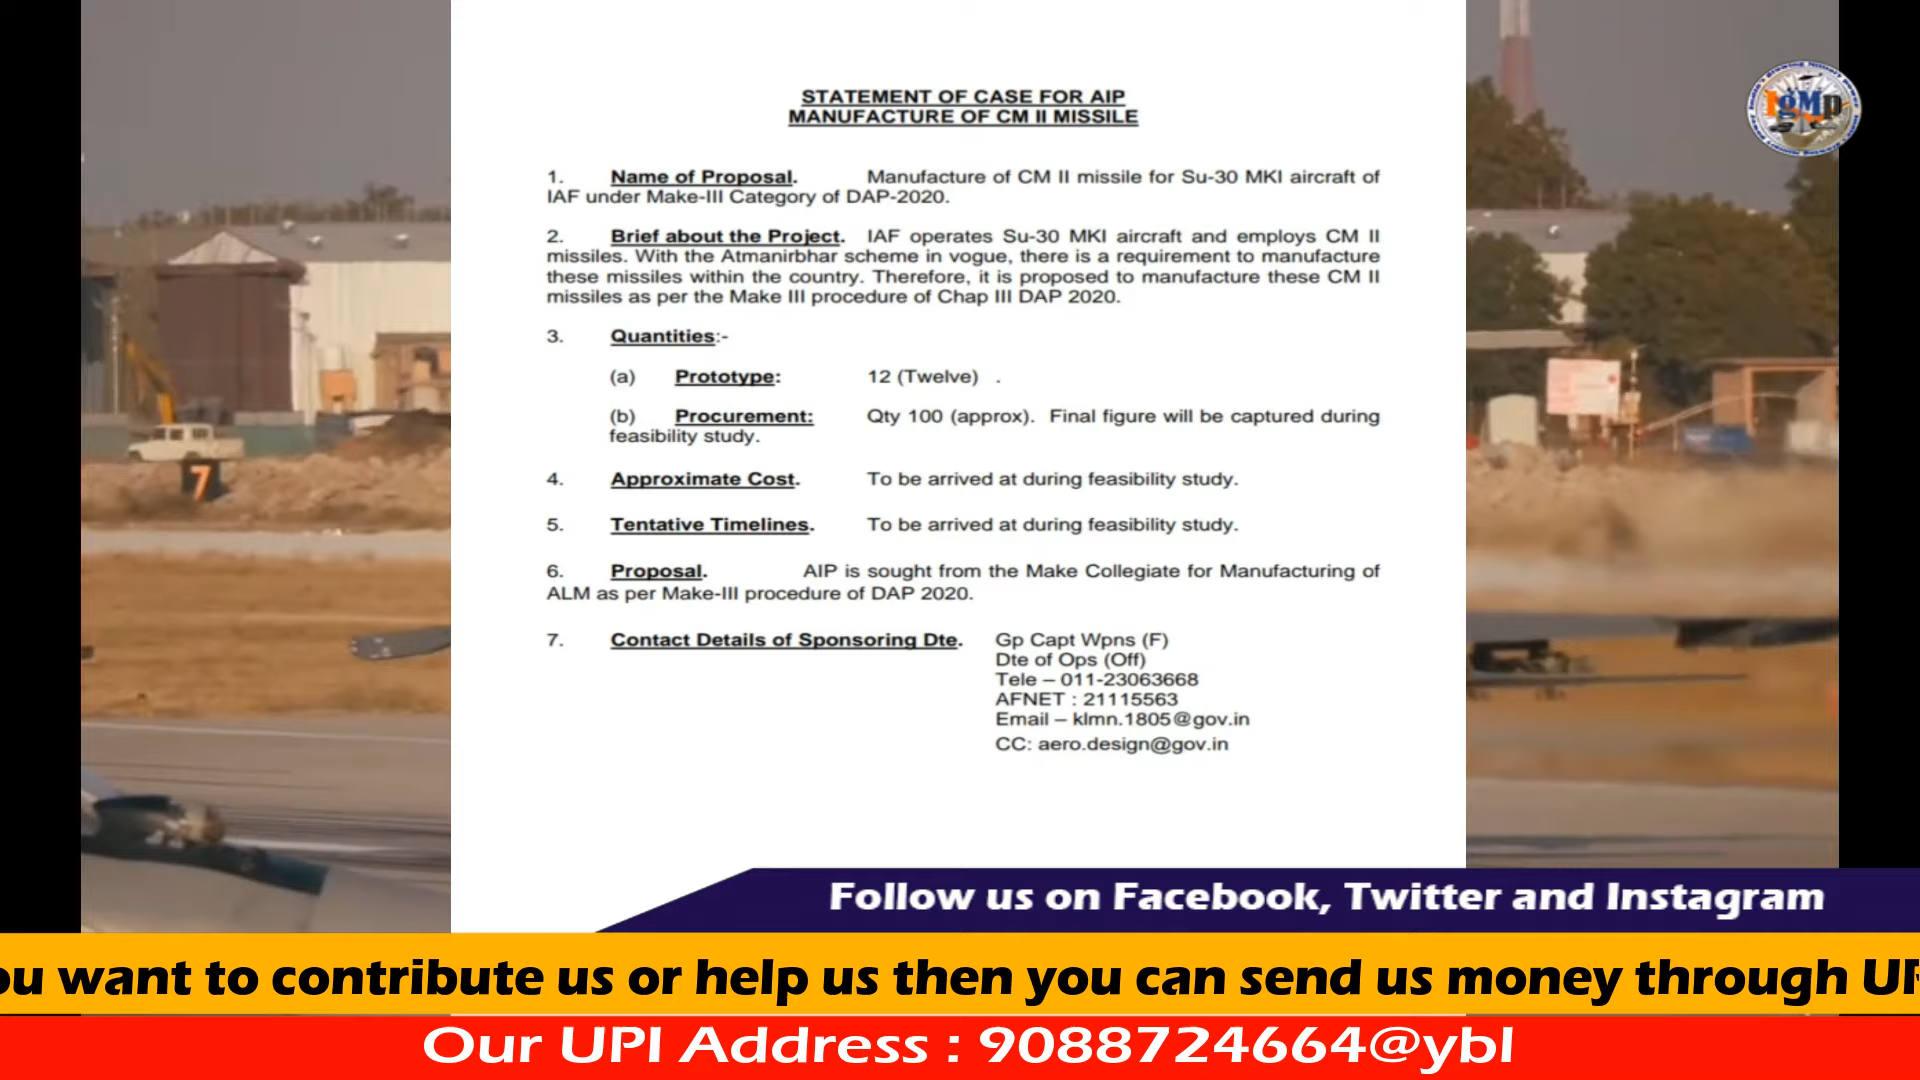 STATEMENT OF CASE FOR AIP
MANUFACTURE OF CM II MISSILE
1. Name of Proposal. Manufacture of CM II missile for Su-30 MKI aircraft of
IAF under Make-III Category of DAP-2020.
2. Brief about the Project. IAF operates Su-30 MKI aircraft and employs CM II
missiles. With the Atmanirbhar scheme in vogue, there is a requirement to manufacture
these missiles within the country. Therefore, it is proposed to manufacture these CM II
missiles as per the Make III procedure of Chap III DAP 2020.
3. Quantities:-
(a) Prototype: 12 (Twelve) .
(b) Procurement: Qty 100 (approx). Final figure will be captured during
feasibility study.
4. Approximate Cost. To be arrived at during feasibility study.
5. Tentative Timelines. To be arrived at during feasibility study.
6. Proposal. AIP is sought from the Make Collegiate for Manufacturing of
ALM as per Make-III procedure of DAP 2020.
7. Contact Details of Sponsoring Dte. Gp Capt Wpns (F)
Dte of Ops (Off)
Tele – 011-23063668
AFNET : 21115563
Email – klmn.1805@gov.in
CC: aero.design@gov.in
IgMp
7
Follow us on Facebook, Twitter and Instagram
ou want to contribute us or help us then you can send us money through UP
Our UPI Address : 9088724664@ybl